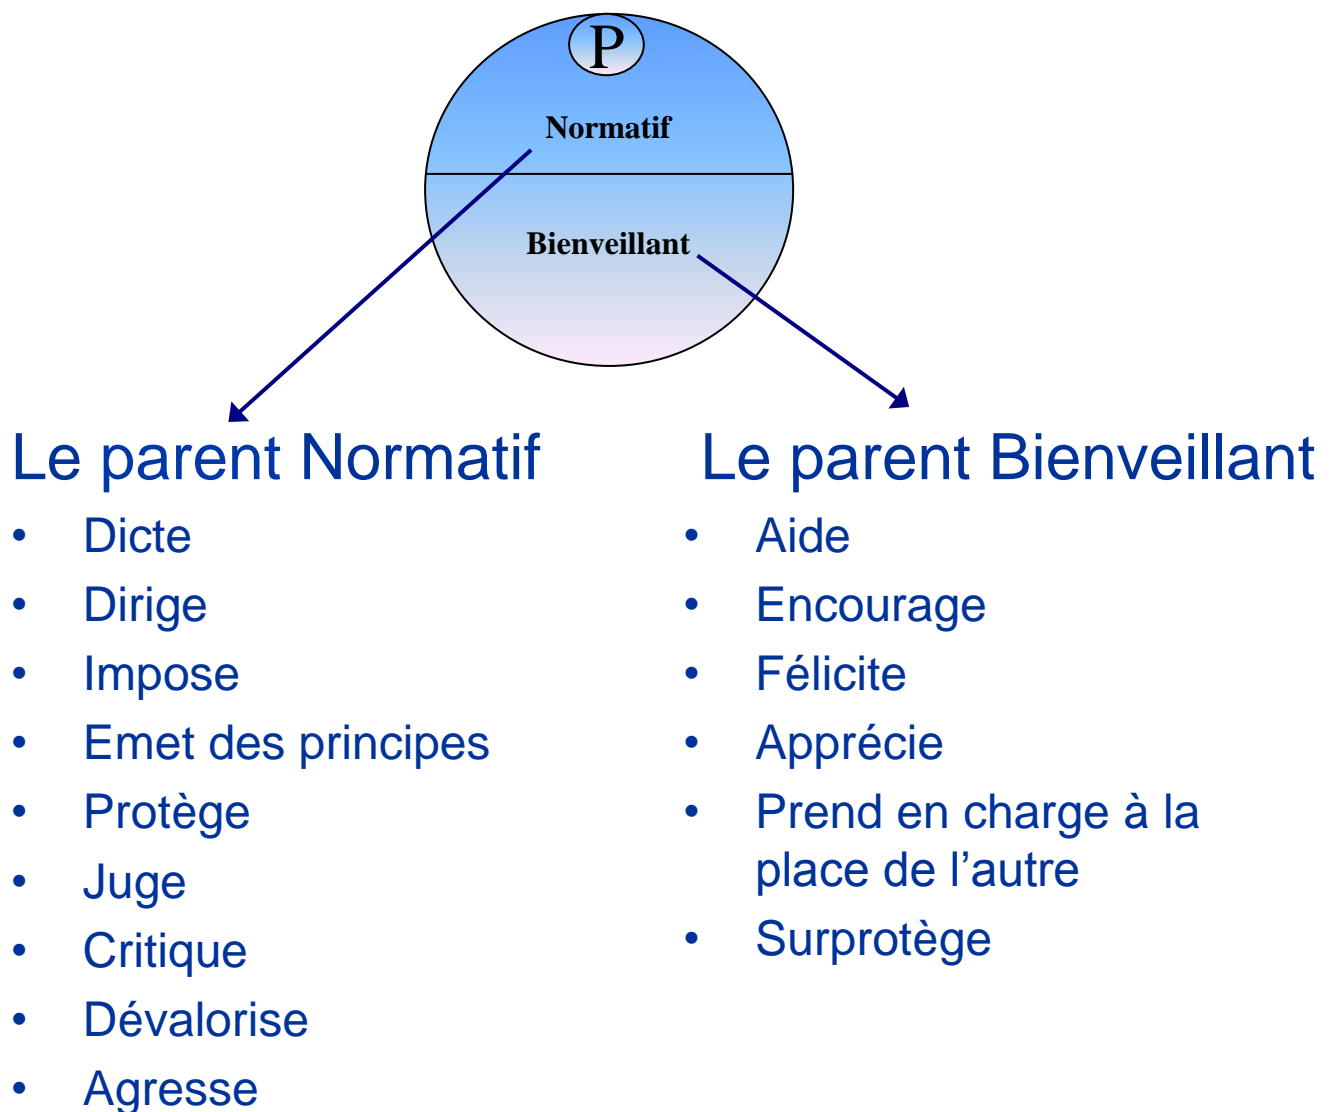 P
Normatif
Bienveillant
Le parent Normatif
• Dicte
• Dirige
• Impose
• Emet des principes
• Protège
• Juge
• Critique
• Dévalorise
• Agresse
Le parent Bienveillant
• Aide
• Encourage
• Félicite
• Apprécie
• Prend en charge à la
place de l’autre
• Surprotège